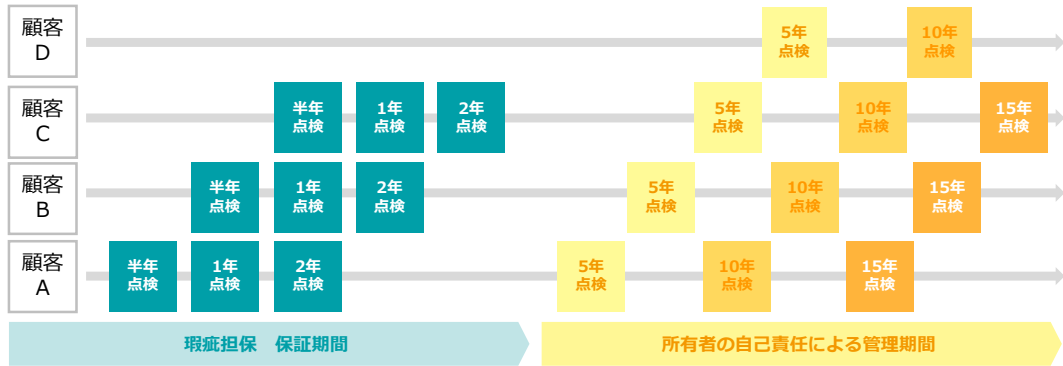 顧客
D
5年
点検
10年
点検
顧客
C
半年
点検
1年
点検
2年
点検
5年
点検
10年
点検
15年
点検
顧客
B
半年
点検
1年
点検
2年
点検
5年
点検
10年
点検
15年
点検
顧客
A
半年
点検
1年
点検
2年
点検
5年
点検
10年
点検
15年
点検
瑕疵担保　保証期間
所有者の自己責任による管理期間